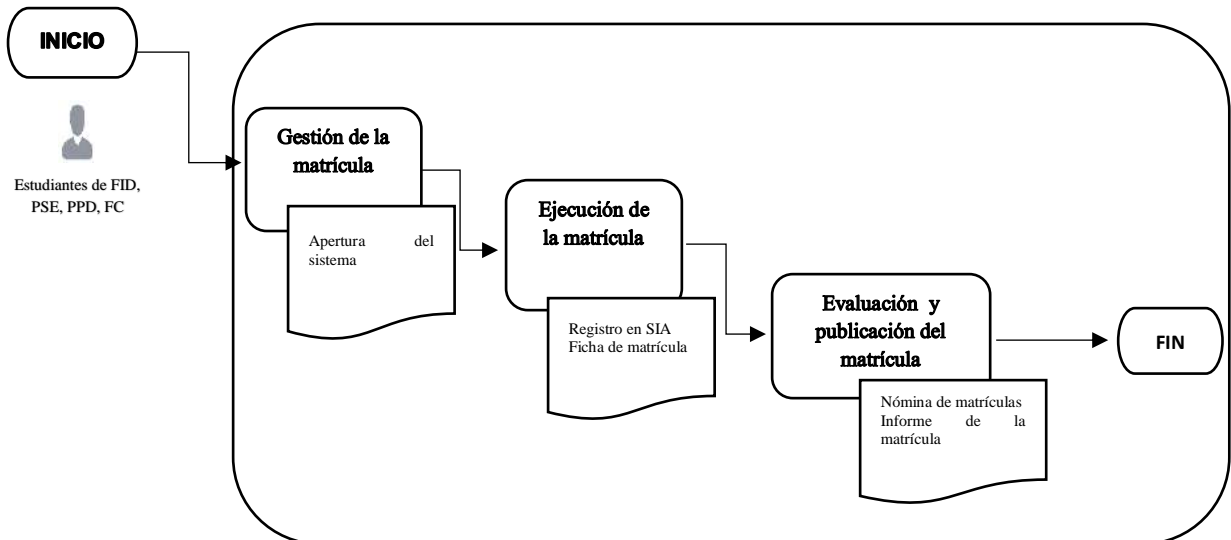 INICIO
Estudiantes de FID,
PSE, PPD, FC
Gestión de la
matrícula
Apertura del
sistema
Ejecución de
la matrícula
Registro en SIA
Ficha de matrícula
Evaluación y
publicación del
matrícula
Nómina de matrículas
Informe de la
matrícula
FIN